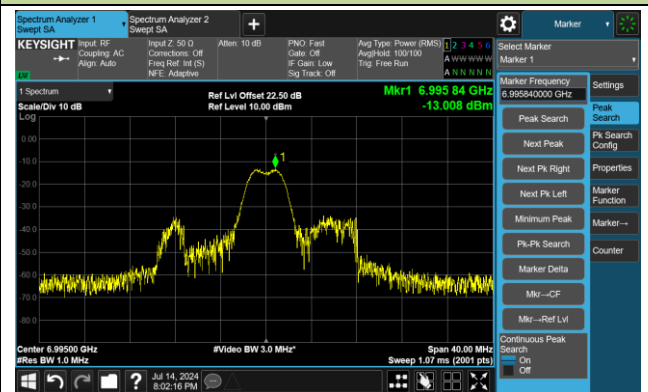 Spectrum Analyzer 1
Swept SA
Spectrum Analyzer 2
Swept SA
+
Marker
KEYSIGHT
Input: RF
Coupling: AC
Align: Auto
Input Z: 50 Ω
Corrections: Off
Freq Ref: Int (S)
NFE: Adaptive
Atten: 10 dB
PNO: Fast
Gate: Off
IF Gain: Low
Sig Track: Off
Avg Type: Power (RMS)
Avg|Hold: 100/100
Trig: Free Run
1 2 3 4 5 6
A W W W W W
A N N N N N
Select Marker
Marker 1
LXI
1 Spectrum
Scale/Div 10 dB
Ref Lvl Offset 22.50 dB
Ref Level 10.00 dBm
Mkr1 6.995 84 GHz
-13.008 dBm
Log
0.00
-10.0
-20.0
-30.0
-40.0
-50.0
-60.0
-70.0
-80.0
1
Center 6.99500 GHz
#Res BW 1.0 MHz
#Video BW 3.0 MHz*
Span 40.00 MHz
Sweep 1.07 ms (2001 pts)
Marker Frequency
6.995840000 GHz
Peak Search
Next Peak
Next Pk Right
Next Pk Left
Minimum Peak
Pk-Pk Search
Marker Delta
Mkr→CF
Mkr→Ref Lvl
Continuous Peak
Search
On
Off
Settings
Peak
Search
Pk Search
Config
Properties
Marker
Function
Marker→
Counter
?
Jul 14, 2024
8:02:16 PM